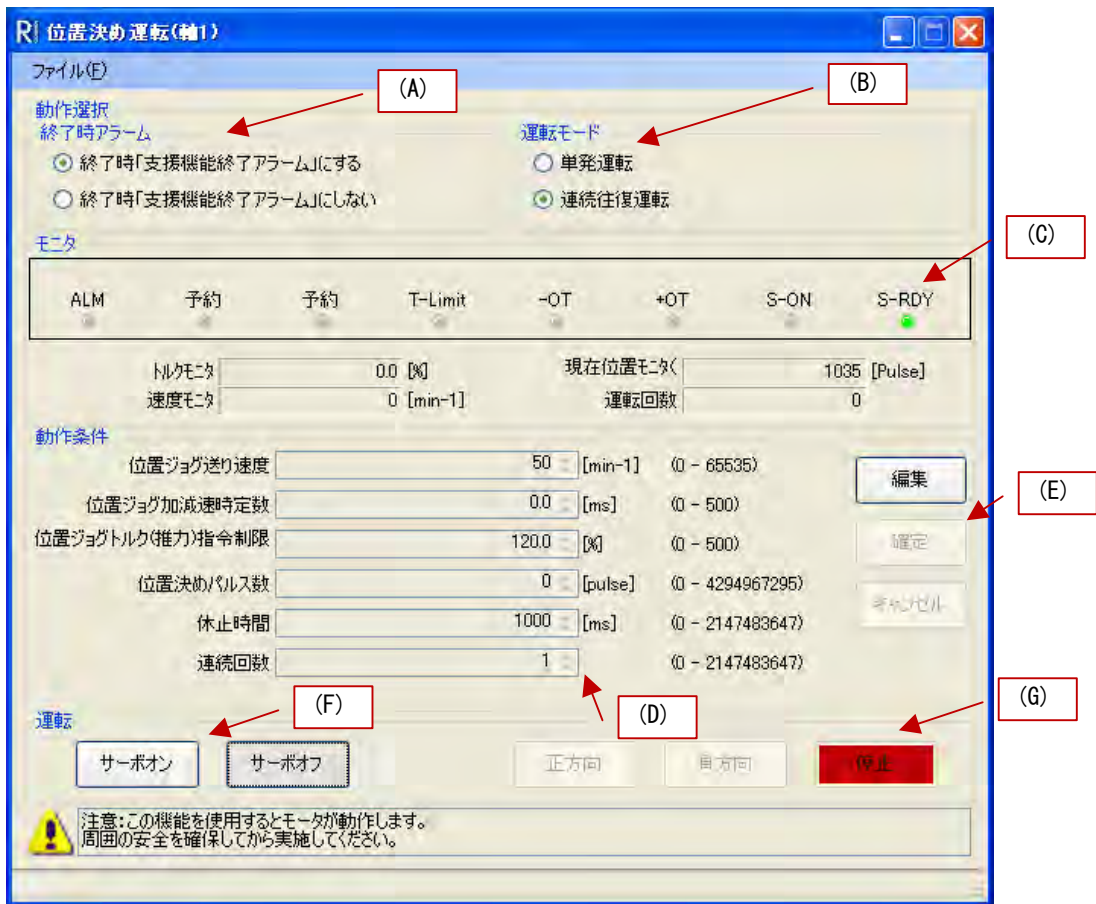 位置決め運転(軸1)
ファイル(F)
(A)
(B)
動作選択
終了時アラーム
運転モード
終了時「支援機能終了アラーム」にする
単発運転
終了時「支援機能終了アラーム」にしない
連続往復運転
モニタ
(C)
ALM 予約 予約 T-Limit -OT +OT S-ON S-RDY
トルクモニタ 0.0 [%] 現在位置モニタ( 1035 [Pulse]
速度モニタ 0 [min-1] 運転回数 0
動作条件
位置ジョグ送り速度 50 [min-1] (0 - 65535)
編集
位置ジョグ加減速時定数 0.0 [ms] (0 - 500)
(E)
位置ジョグトルク(推力)指令制限 120.0 [%] (0 - 500)
確定
位置決めパルス数 0 [pulse] (0 - 4294967295)
キャンセル
休止時間 1000 [ms] (0 - 2147483647)
連続回数 1 (0 - 2147483647)
(F)
(D)
(G)
運転
サーボオン サーボオフ 正方向 負方向 停止
注意:この機能を使用するとモータが動作します。
周囲の安全を確保してから実施してください。